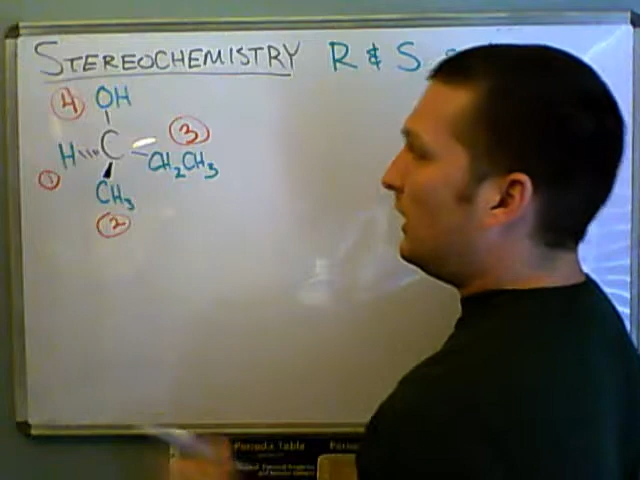 STEREOCHEMISTRY R & S
4 OH
H C 3
CH2CH3
1 CH3
2
Periodic Table